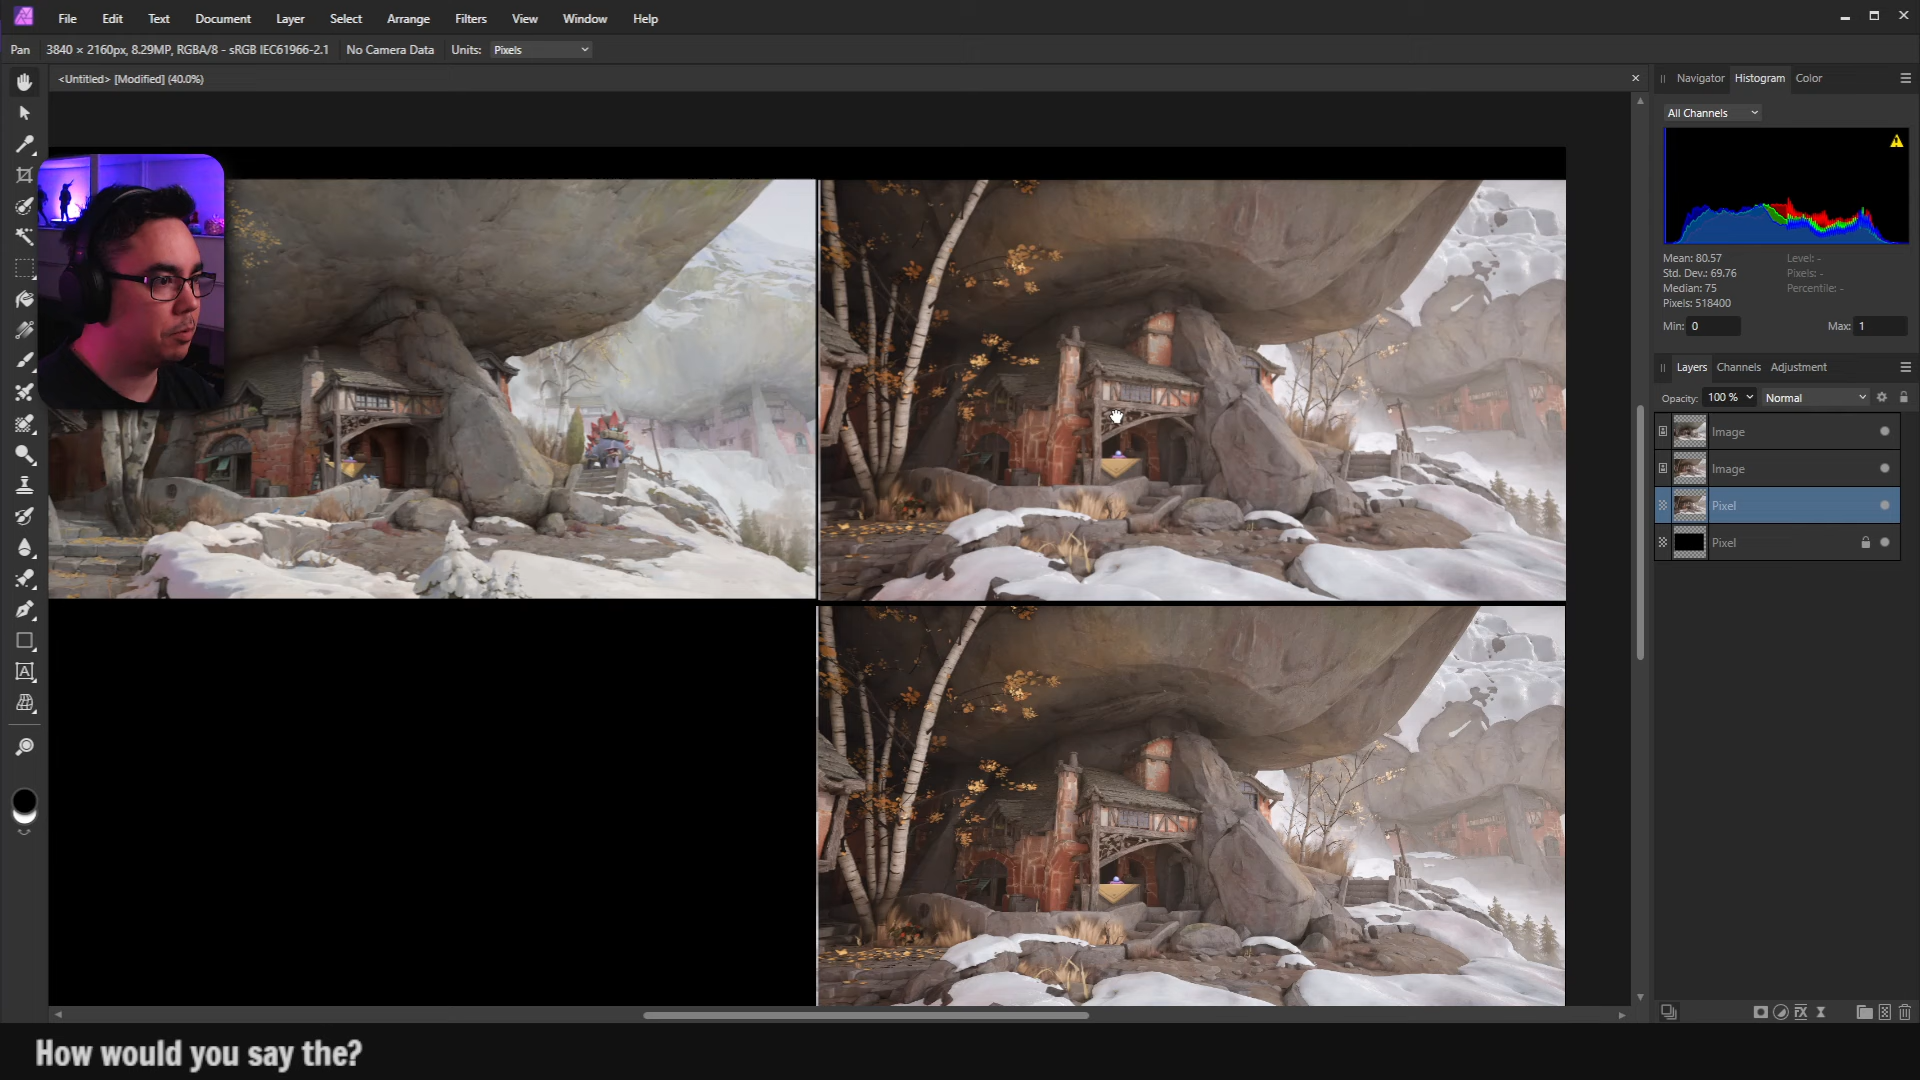 File Edit Text Document Layer Select Arrange Filters View Window Help
Pan 3840 × 2160px, 8.29MP, RGBA/8 - sRGB IEC61966-2.1 No Camera Data Units: Pixels
<Untitled> [Modified] (40.0%)
Navigator Histogram Color
All Channels
Mean: 80.57 Level: -
Std. Dev.: 69.76 Pixels: -
Median: 75 Percentile: -
Pixels: 518400
Min: 0 Max: 1
Layers Channels Adjustment
Opacity: 100 % Normal
Image
Image
Pixel
Pixel
How would you say the?